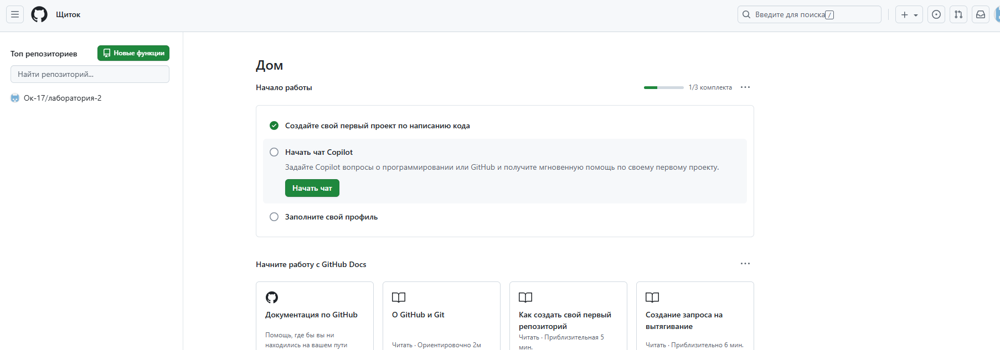 Щиток
Введите для поиска /
Топ репозиториев
Новые функции
Найти репозиторий...
Ок-17/лаборатория-2
Дом
Начало работы
1/3 комплекта
Создайте свой первый проект по написанию кода
Начать чат Copilot
Задайте Copilot вопросы о программировании или GitHub и получите мгновенную помощь по своему первому проекту.
Начать чат
Заполните свой профиль
Начните работу с GitHub Docs
Документация по GitHub
Помощь, где бы вы ни
находились на вашем пути
О GitHub и Git
Читать · Ориентировочно 2м
Как создать свой первый
репозиторий
Читать · Приблизительная 5
мин.
Создание запроса на
вытягивание
Читать · Приблизительно 6 мин.